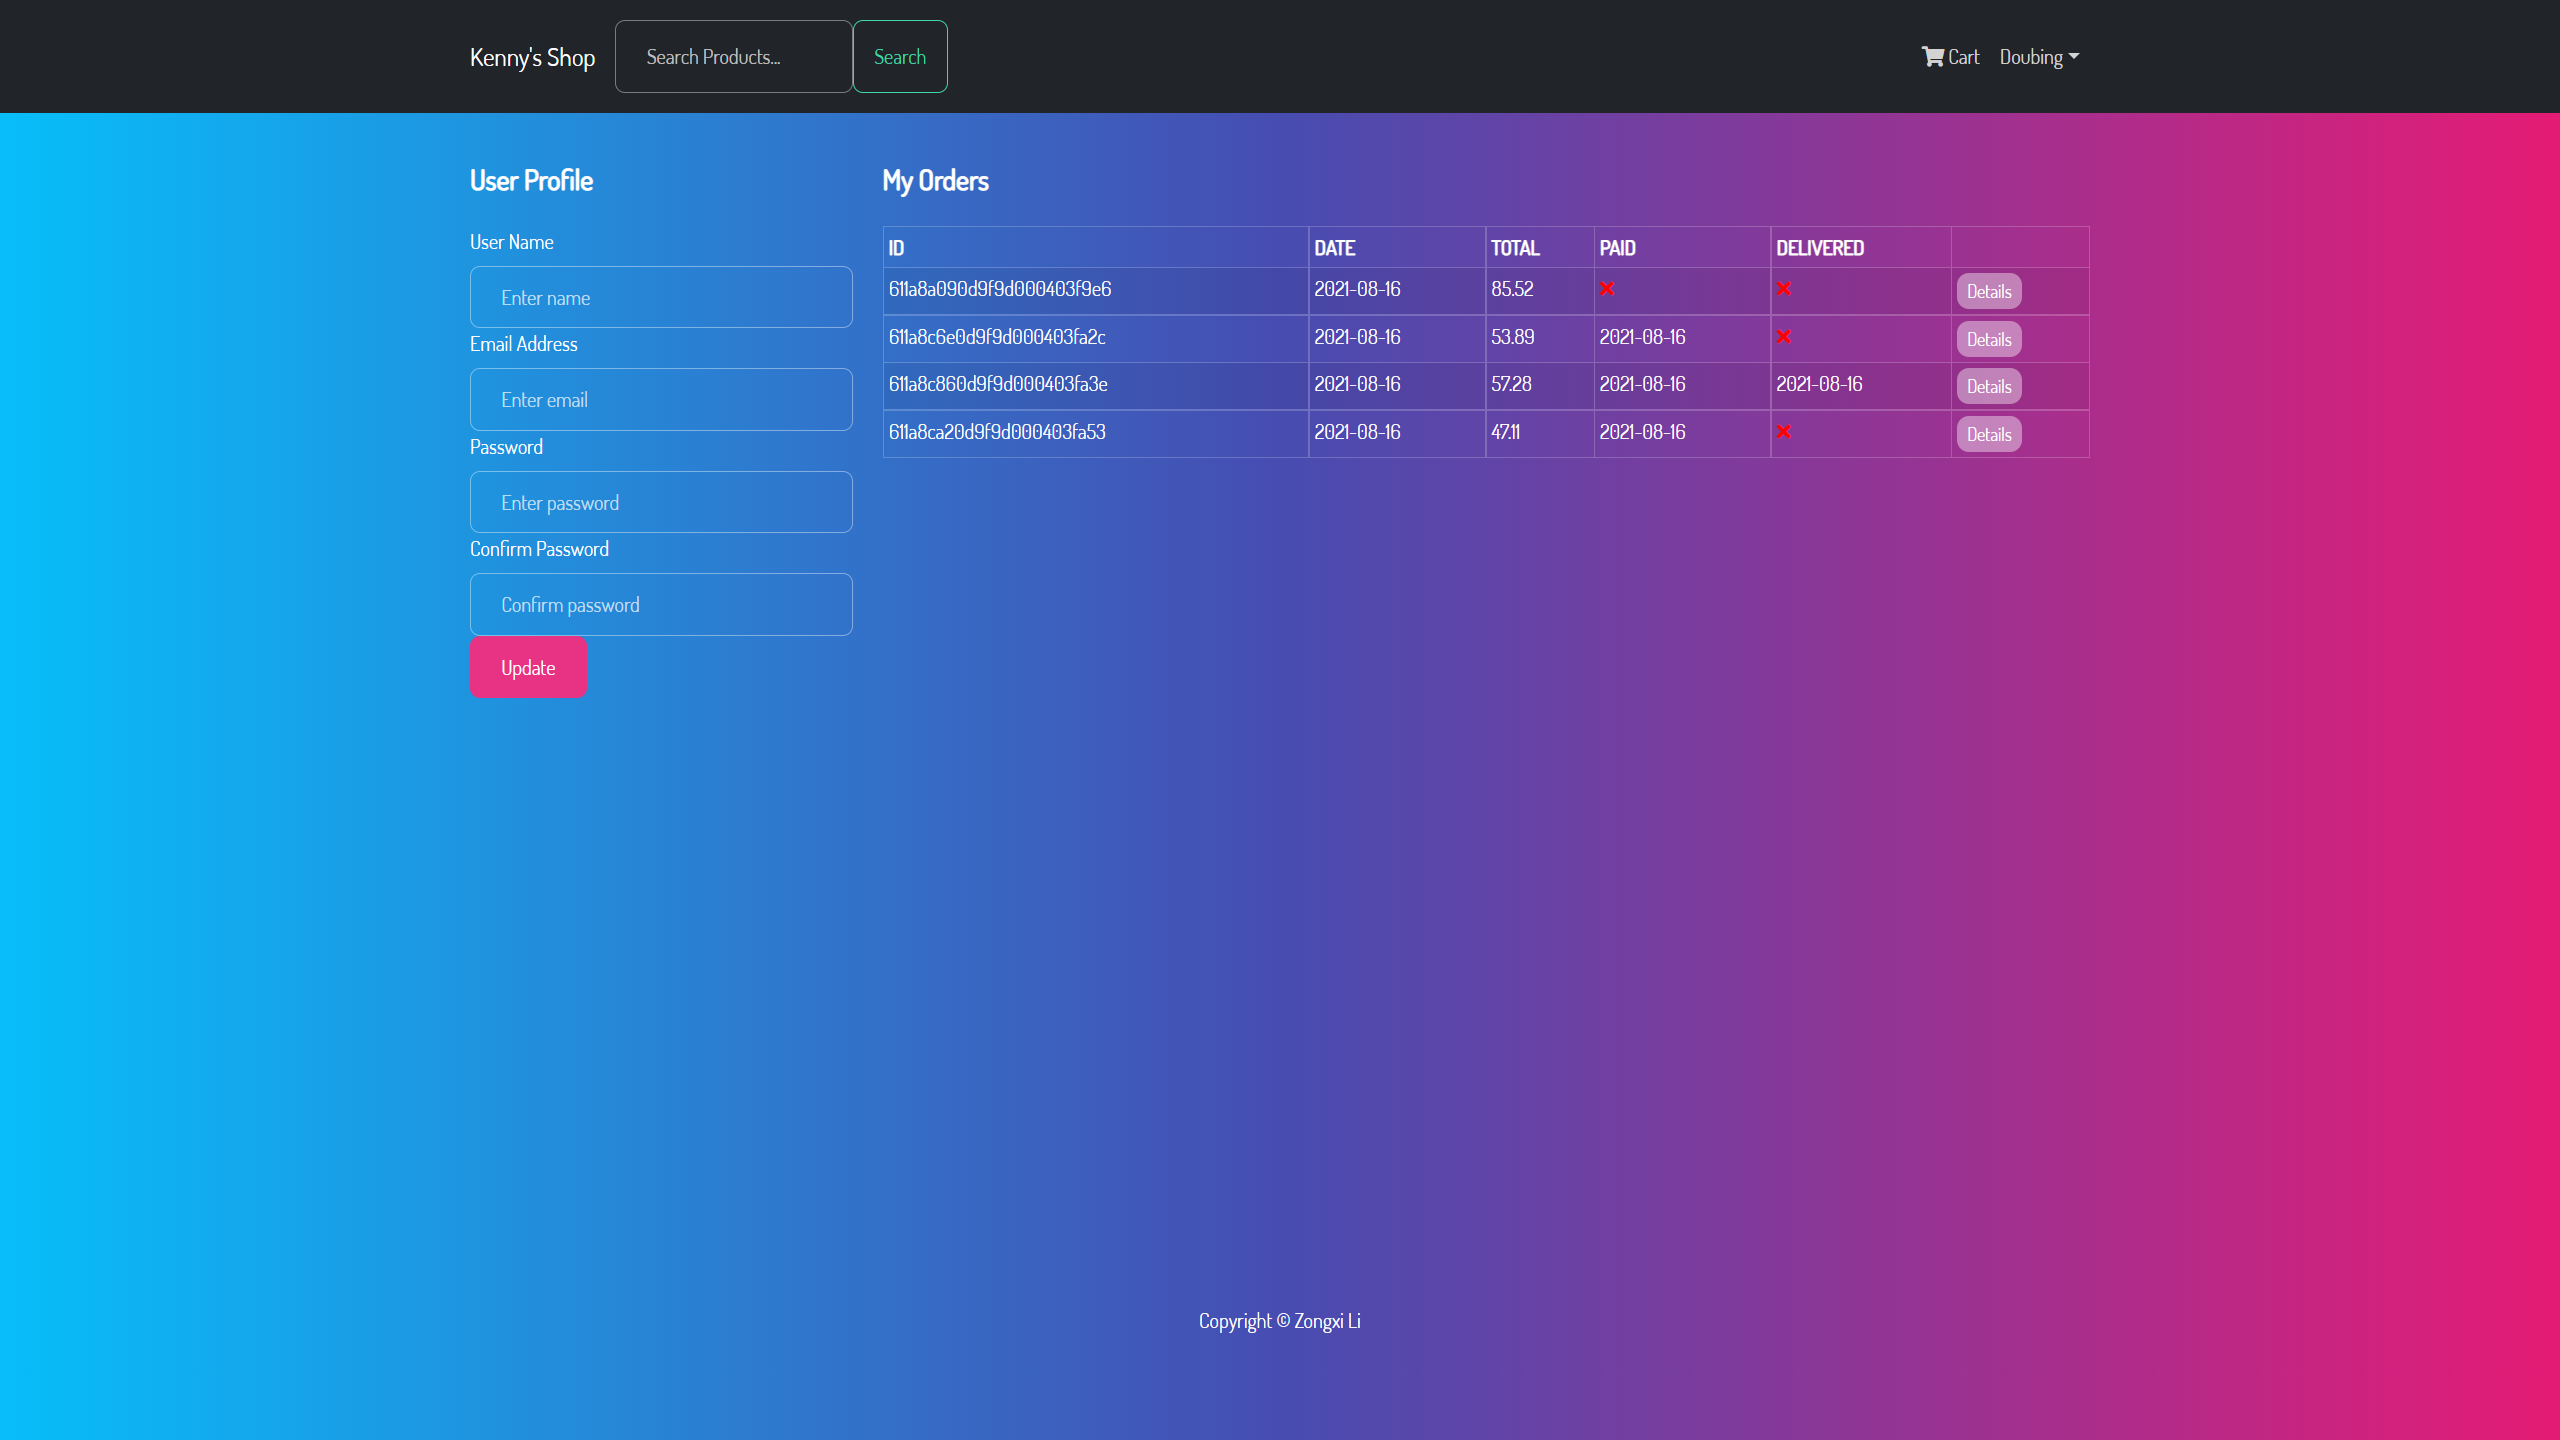 Kenny's Shop Search Products... Search Cart Doubing
User Profile
User Name
Enter name
Email Address
Enter email
Password
Enter password
Confirm Password
Confirm password
Update
My Orders
ID DATE TOTAL PAID DELIVERED
611a8a090d9f9d000403f9e6 2021-08-16 85.52 Details
611a8c6e0d9f9d000403fa2c 2021-08-16 53.89 2021-08-16 Details
611a8c860d9f9d000403fa3e 2021-08-16 57.28 2021-08-16 2021-08-16 Details
611a8ca20d9f9d000403fa53 2021-08-16 47.11 2021-08-16 Details
Copyright © Zongxi Li